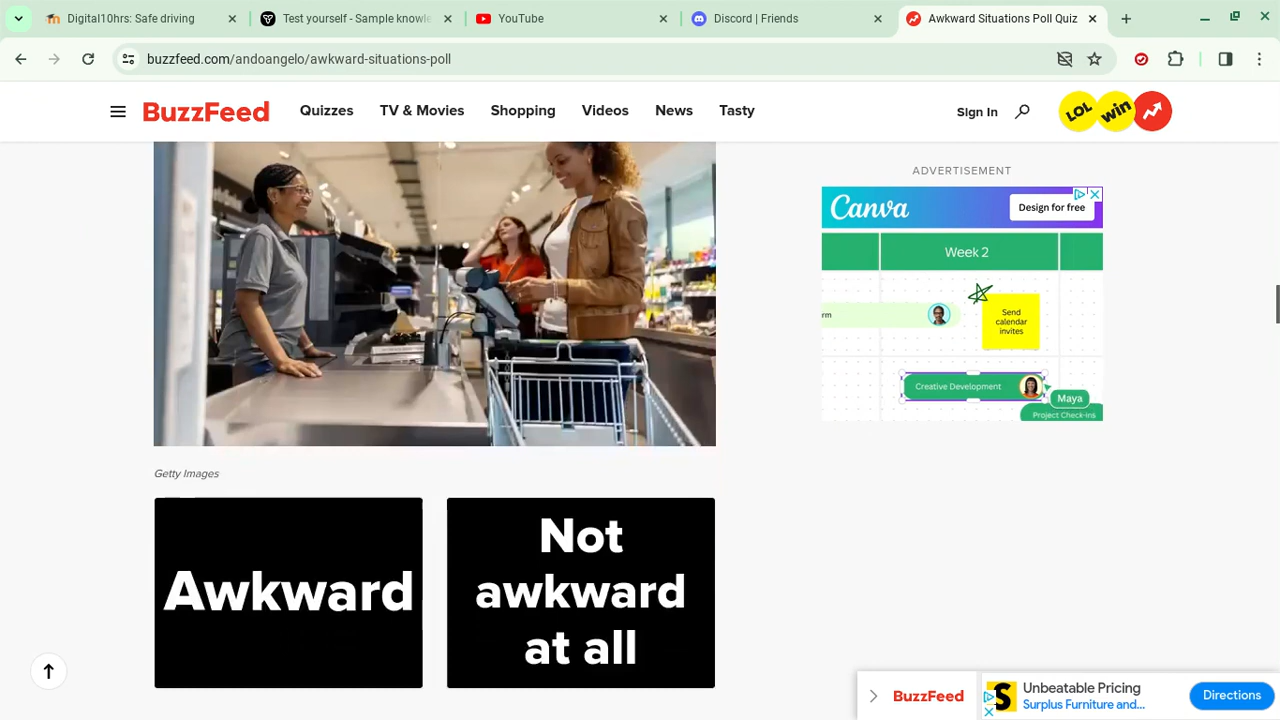 Digital10hrs: Safe driving
Test yourself - Sample knowle
YouTube
Discord | Friends
Awkward Situations Poll Quiz
buzzfeed.com/andoangelo/awkward-situations-poll
BuzzFeed
Quizzes
TV & Movies
Shopping
Videos
News
Tasty
Sign In
LOL
win
ADVERTISEMENT
Canva
Design for free
Week 2
rm
Send
calendar
invites
Creative Development
Maya
Project Check-ins
Getty Images
Awkward
Not
awkward
at all
BuzzFeed
S
Unbeatable Pricing
Surplus Furniture and...
Directions